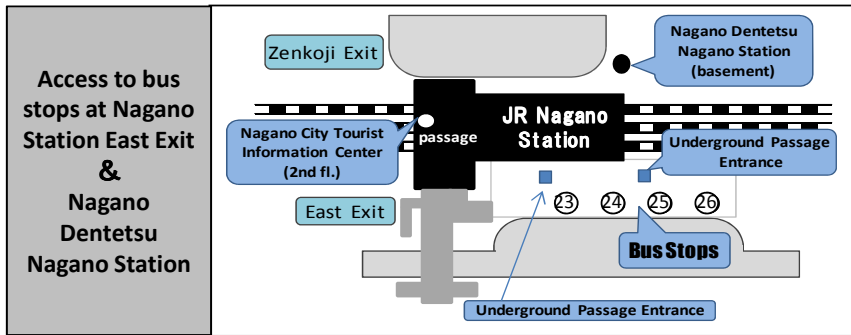 Access to bus
stops at Nagano
Station East Exit
&
Nagano
Dentetsu
Nagano Station
Zenkoji Exit
Nagano Dentetsu
Nagano Station
(basement)
Nagano City Tourist
Information Center
(2nd fl.)
passage
JR Nagano
Station
Underground Passage
Entrance
East Exit
23
24
25
26
Bus Stops
Underground Passage Entrance